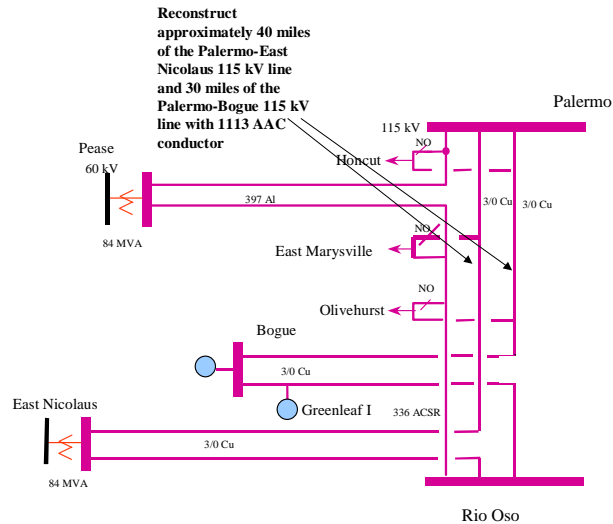 Reconstruct
approximately 40 miles
of the Palermo-East
Nicolaus 115 kV line
and 30 miles of the
Palermo-Bogue 115 kV
line with 1113 AAC
conductor
Palermo
115 kV
NO
Honcut
Pease
60 kV
397 Al
3/0 Cu
3/0 Cu
84 MVA
NO
East Marysville
NO
Olivehurst
Bogue
3/0 Cu
Greenleaf I
336 ACSR
East Nicolaus
3/0 Cu
84 MVA
Rio Oso